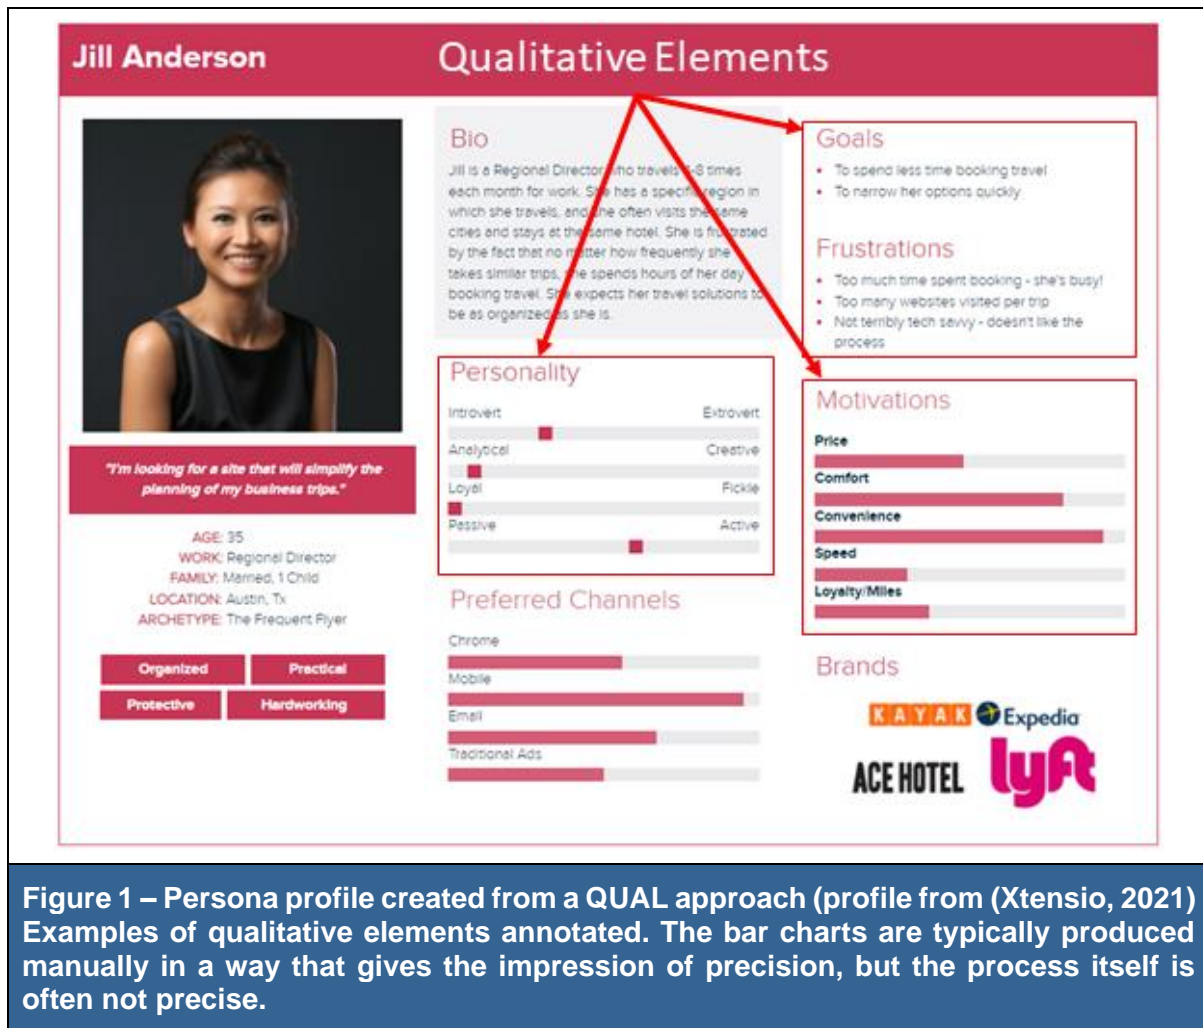 Jill Anderson
Qualitative Elements
"I'm looking for a site that will simplify the
planning of my business trips."
AGE: 35
WORK: Regional Director
FAMILY: Married, 1 Child
LOCATION: Austin, Tx
ARCHETYPE: The Frequent Flyer
Organized Practical
Protective Hardworking
Bio
Jill is a Regional Director who travels -8 times
each month for work. She has a specific region in
which she travels, and she often visits the same
cities and stays at the same hotel. She is frustrated
by the fact that no matter how frequently she
takes similar trips, she spends hours of her day
booking travel. She expects her travel solutions to
be as organized as she is.
Personality
Introvert Extrovert
Analytical Creative
Loyal Fickle
Passive Active
Preferred Channels
Chrome
Mobile
Email
Traditional Ads
Goals
• To spend less time booking travel
• To narrow her options quickly
Frustrations
• Too much time spent booking - she's busy!
• Too many websites visited per trip
• Not terribly tech savvy - doesn't like the
process
Motivations
Price
Comfort
Convenience
Speed
Loyalty/Miles
Brands
KAYAK Expedia
ACE HOTEL lyft
Figure 1 – Persona profile created from a QUAL approach (profile from (Xtensio, 2021)
Examples of qualitative elements annotated. The bar charts are typically produced
manually in a way that gives the impression of precision, but the process itself is
often not precise.